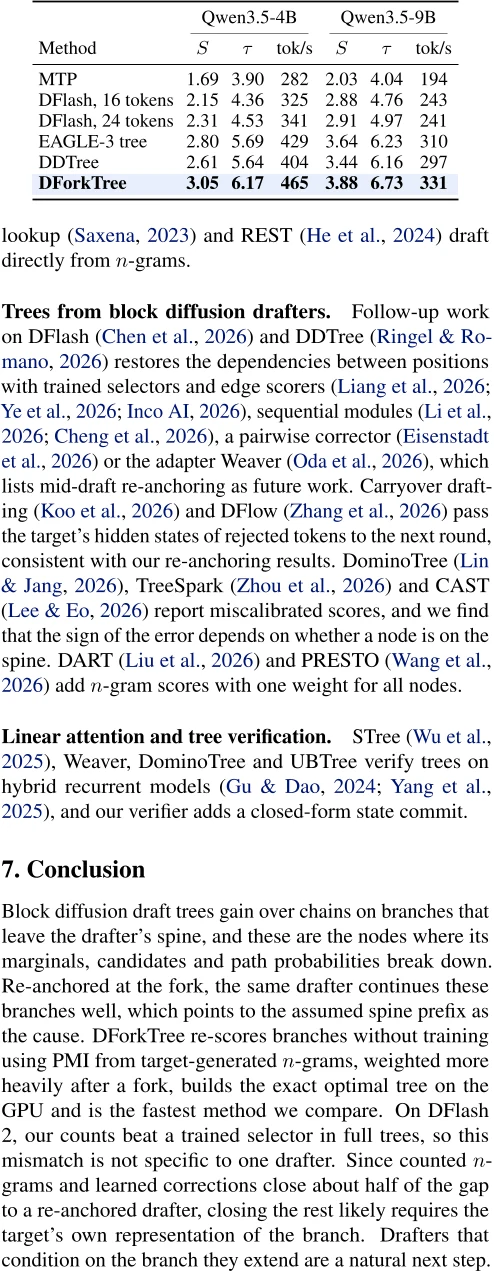 Qwen3.5-4B Qwen3.5-9B
Method S τ tok/s S τ tok/s
MTP 1.69 3.90 282 2.03 4.04 194
DFlash, 16 tokens 2.15 4.36 325 2.88 4.76 243
DFlash, 24 tokens 2.31 4.53 341 2.91 4.97 241
EAGLE-3 tree 2.80 5.69 429 3.64 6.23 310
DDTree 2.61 5.64 404 3.44 6.16 297
DForkTree 3.05 6.17 465 3.88 6.73 331
lookup (Saxena, 2023) and REST (He et al., 2024) draft
directly from n-grams.
Trees from block diffusion drafters. Follow-up work
on DFlash (Chen et al., 2026) and DDTree (Ringel & Ro-
mano, 2026) restores the dependencies between positions
with trained selectors and edge scorers (Liang et al., 2026;
Ye et al., 2026; Inco AI, 2026), sequential modules (Li et al.,
2026; Cheng et al., 2026), a pairwise corrector (Eisenstadt
et al., 2026) or the adapter Weaver (Oda et al., 2026), which
lists mid-draft re-anchoring as future work. Carryover draft-
ing (Koo et al., 2026) and DFlow (Zhang et al., 2026) pass
the target's hidden states of rejected tokens to the next round,
consistent with our re-anchoring results. DominoTree (Lin
& Jang, 2026), TreeSpark (Zhou et al., 2026) and CAST
(Lee & Eo, 2026) report miscalibrated scores, and we find
that the sign of the error depends on whether a node is on the
spine. DART (Liu et al., 2026) and PRESTO (Wang et al.,
2026) add n-gram scores with one weight for all nodes.
Linear attention and tree verification. STree (Wu et al.,
2025), Weaver, DominoTree and UBTree verify trees on
hybrid recurrent models (Gu & Dao, 2024; Yang et al.,
2025), and our verifier adds a closed-form state commit.
7. Conclusion
Block diffusion draft trees gain over chains on branches that
leave the drafter's spine, and these are the nodes where its
marginals, candidates and path probabilities break down.
Re-anchored at the fork, the same drafter continues these
branches well, which points to the assumed spine prefix as
the cause. DForkTree re-scores branches without training
using PMI from target-generated n-grams, weighted more
heavily after a fork, builds the exact optimal tree on the
GPU and is the fastest method we compare. On DFlash
2, our counts beat a trained selector in full trees, so this
mismatch is not specific to one drafter. Since counted n-
grams and learned corrections close about half of the gap
to a re-anchored drafter, closing the rest likely requires the
target's own representation of the branch. Drafters that
condition on the branch they extend are a natural next step.